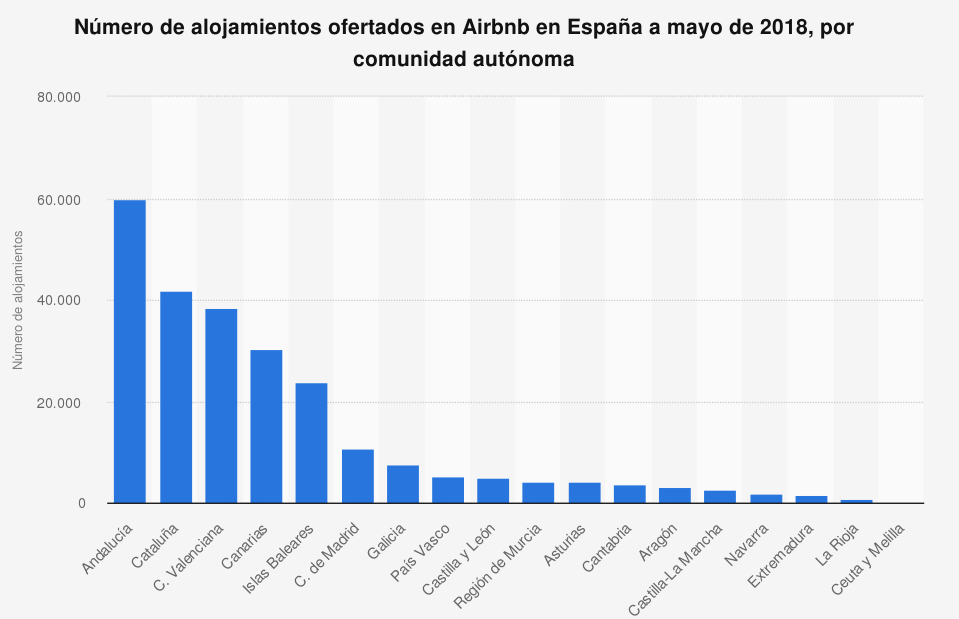 Número de alojamientos ofertados en Airbnb en España a mayo de 2018, por
comunidad autónoma
Número de alojamientos
80.000
60.000
40.000
20.000
0
Andalucía
Cataluña
C. Valenciana
Canarias
Islas Baleares
C. de Madrid
Galicia
País Vasco
Castilla y León
Región de Murcia
Asturias
Cantabria
Aragón
Castilla-La Mancha
Navarra
Extremadura
La Rioja
Ceuta y Melilla